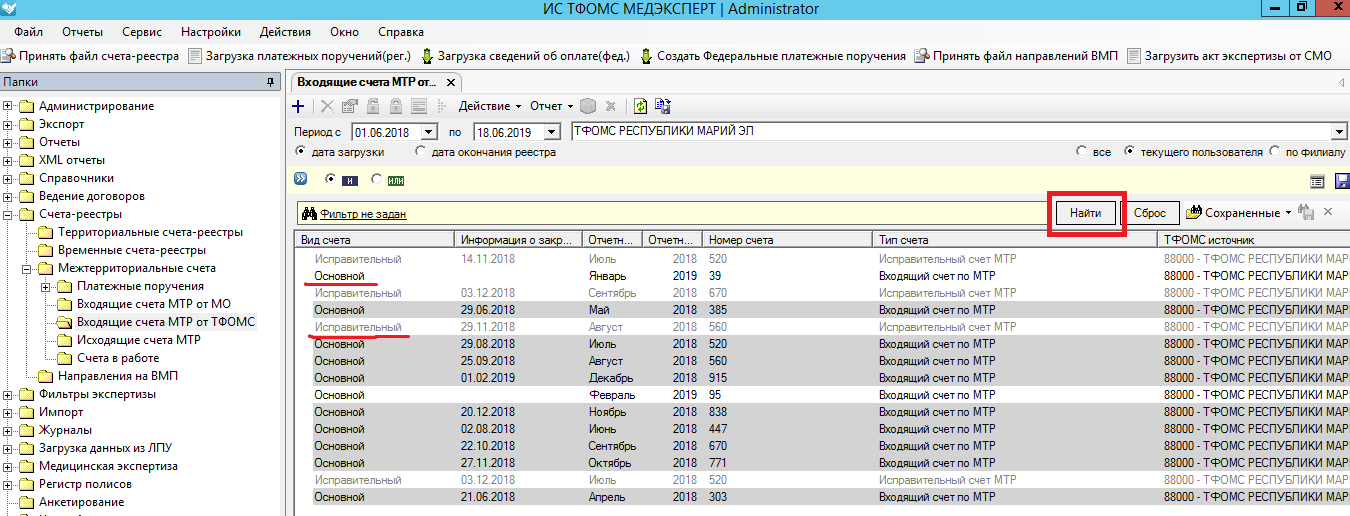 ИС ТФОМС МЕДЭКСПЕРТ | Administrator
Файл Отчеты Сервис Настройки Действия Окно Справка
Принять файл счета-реестра Загрузка платежных поручений(рег.) Загрузка сведений об оплате(фед.) Создать Федеральные платежные поручения Принять файл направлений ВМП Загрузить акт экспертизы от СМО
Папки
Администрирование
Экспорт
Отчеты
XML отчеты
Справочники
Ведение договоров
Счета-реестры
Территориальные счета-реестры
Временные счета-реестры
Межтерриториальные счета
Платежные поручения
Входящие счета МТР от МО
Входящие счета МТР от ТФОМС
Исходящие счета МТР
Счета в работе
Направления на ВМП
Фильтры экспертизы
Импорт
Журналы
Загрузка данных из ЛПУ
Медицинская экспертиза
Регистр полисов
Анкетирование
Входящие счета МТР от...
Действие Отчет
Период с 01.06.2018 по 18.06.2019 ТФОМС РЕСПУБЛИКИ МАРИЙ ЭЛ
дата загрузки дата окончания реестра все текущего пользователя по филиалу
И ИЛИ
Фильтр не задан Найти Сброс Сохраненные
Вид счета Информация о закр... Отчетн... Отчетн... Номер счета Тип счета ТФОМС источник
Исправительный 14.11.2018 Июль 2018 520 Исправительный счет МТР 88000 - ТФОМС РЕСПУБЛИКИ МАРИ
Основной Январь 2019 39 Входящий счет по МТР 88000 - ТФОМС РЕСПУБЛИКИ МАРИ
Исправительный 03.12.2018 Сентябрь 2018 670 Исправительный счет МТР 88000 - ТФОМС РЕСПУБЛИКИ МАРИ
Основной 29.06.2018 Май 2018 385 Входящий счет по МТР 88000 - ТФОМС РЕСПУБЛИКИ МАРИ
Исправительный 29.11.2018 Август 2018 560 Исправительный счет МТР 88000 - ТФОМС РЕСПУБЛИКИ МАРИ
Основной 29.08.2018 Июль 2018 520 Входящий счет по МТР 88000 - ТФОМС РЕСПУБЛИКИ МАРИ
Основной 25.09.2018 Август 2018 560 Входящий счет по МТР 88000 - ТФОМС РЕСПУБЛИКИ МАРИ
Основной 01.02.2019 Декабрь 2018 915 Входящий счет по МТР 88000 - ТФОМС РЕСПУБЛИКИ МАРИ
Основной Февраль 2019 95 Входящий счет по МТР 88000 - ТФОМС РЕСПУБЛИКИ МАРИ
Основной 20.12.2018 Ноябрь 2018 838 Входящий счет по МТР 88000 - ТФОМС РЕСПУБЛИКИ МАРИ
Основной 02.08.2018 Июнь 2018 447 Входящий счет по МТР 88000 - ТФОМС РЕСПУБЛИКИ МАРИ
Основной 22.10.2018 Сентябрь 2018 670 Входящий счет по МТР 88000 - ТФОМС РЕСПУБЛИКИ МАРИ
Основной 27.11.2018 Октябрь 2018 771 Входящий счет по МТР 88000 - ТФОМС РЕСПУБЛИКИ МАРИ
Исправительный 03.12.2018 Июль 2018 520 Исправительный счет МТР 88000 - ТФОМС РЕСПУБЛИКИ МАРИ
Основной 21.06.2018 Апрель 2018 303 Входящий счет по МТР 88000 - ТФОМС РЕСПУБЛИКИ МАРИ